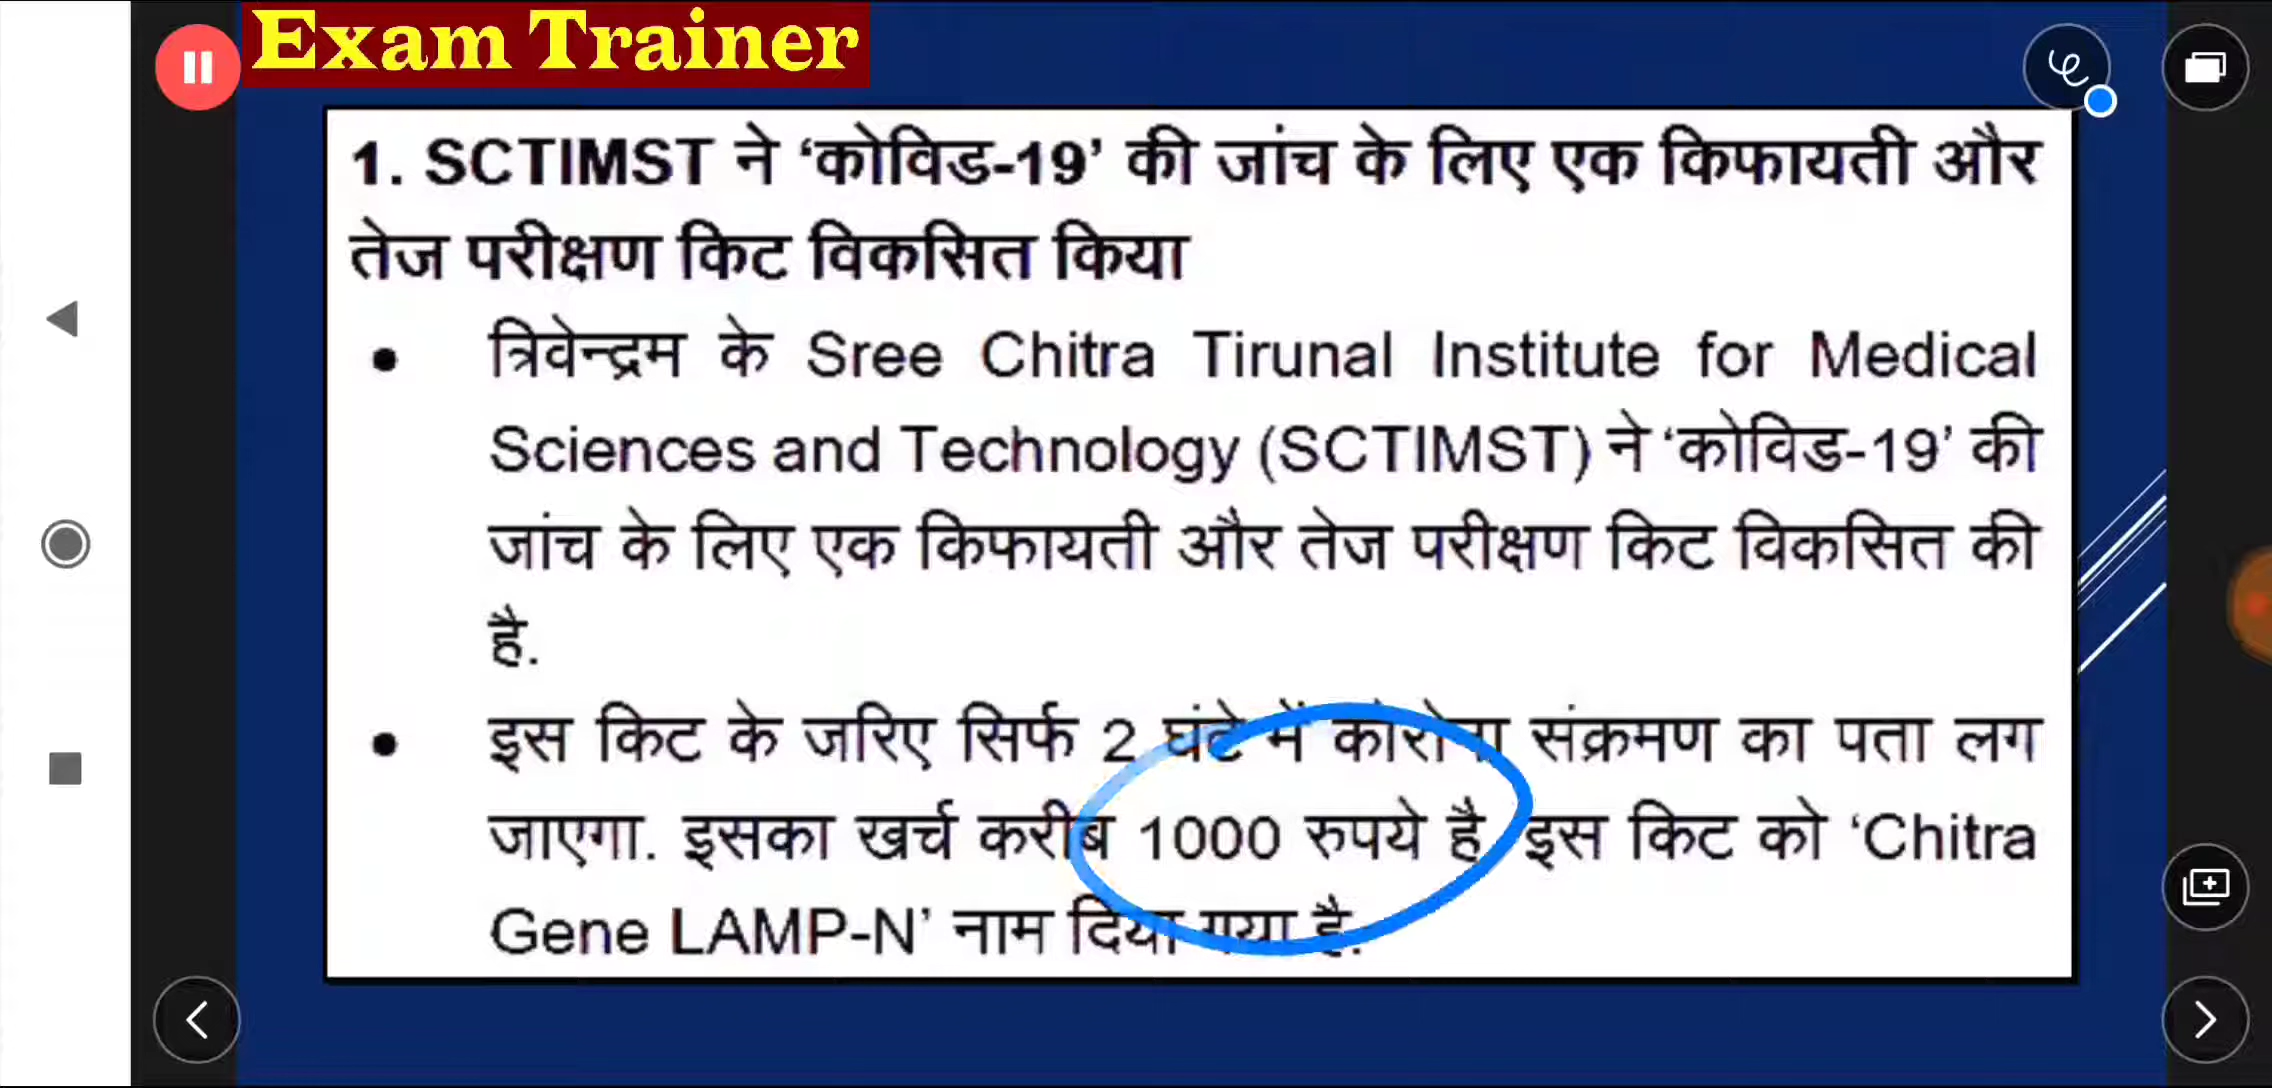 Exam Trainer
1. SCTIMST ने ‘कोविड-19’ की जांच के लिए एक किफायती और
तेज परीक्षण किट विकसित किया
• त्रिवेन्द्रम के Sree Chitra Tirunal Institute for Medical
Sciences and Technology (SCTIMST) ने ‘कोविड-19’ की
जांच के लिए एक किफायती और तेज परीक्षण किट विकसित की
है.
• इस किट के जरिए सिर्फ 2 घंटे में कोरोना संक्रमण का पता लग
जाएगा. इसका खर्च करीब 1000 रुपये है. इस किट को ‘Chitra
Gene LAMP-N’ नाम दिया गया है.